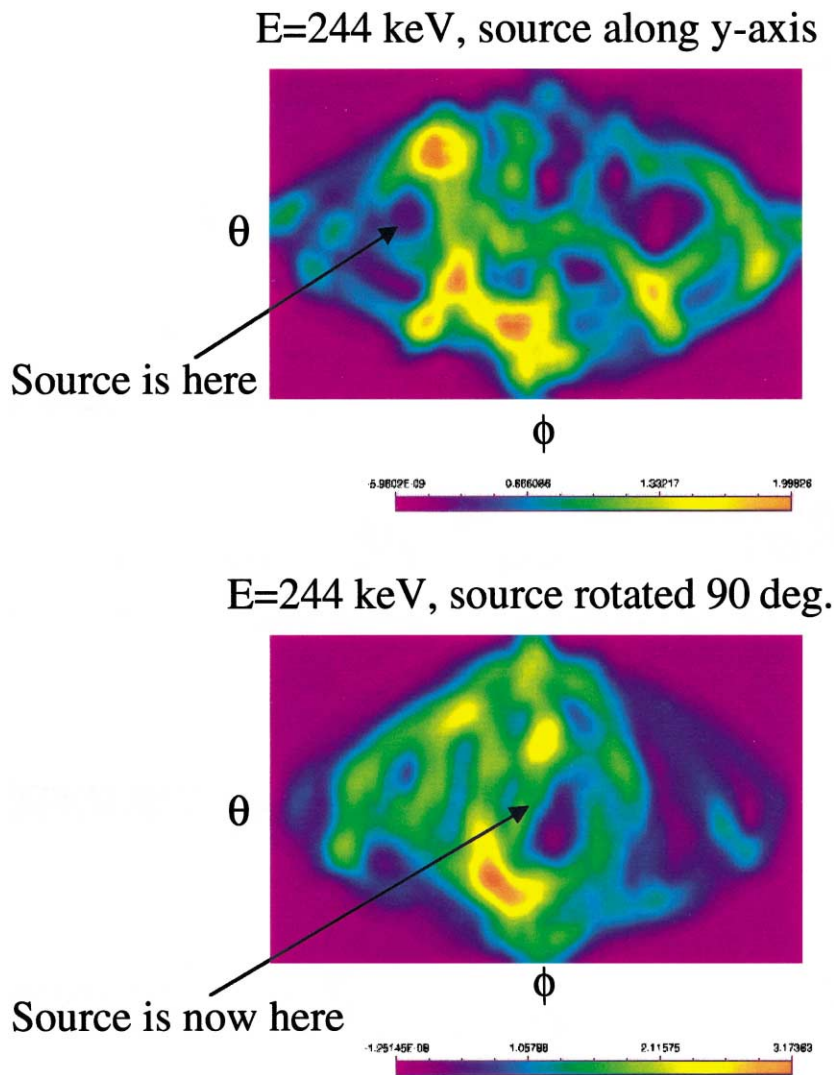 E=244 keV, source along y-axis
θ
Source is here
ϕ
-5.9802E-09 0.666086 1.33217 1.99826
E=244 keV, source rotated 90 deg.
θ
Source is now here
ϕ
-1.25145E-08 1.05788 2.11575 3.17363